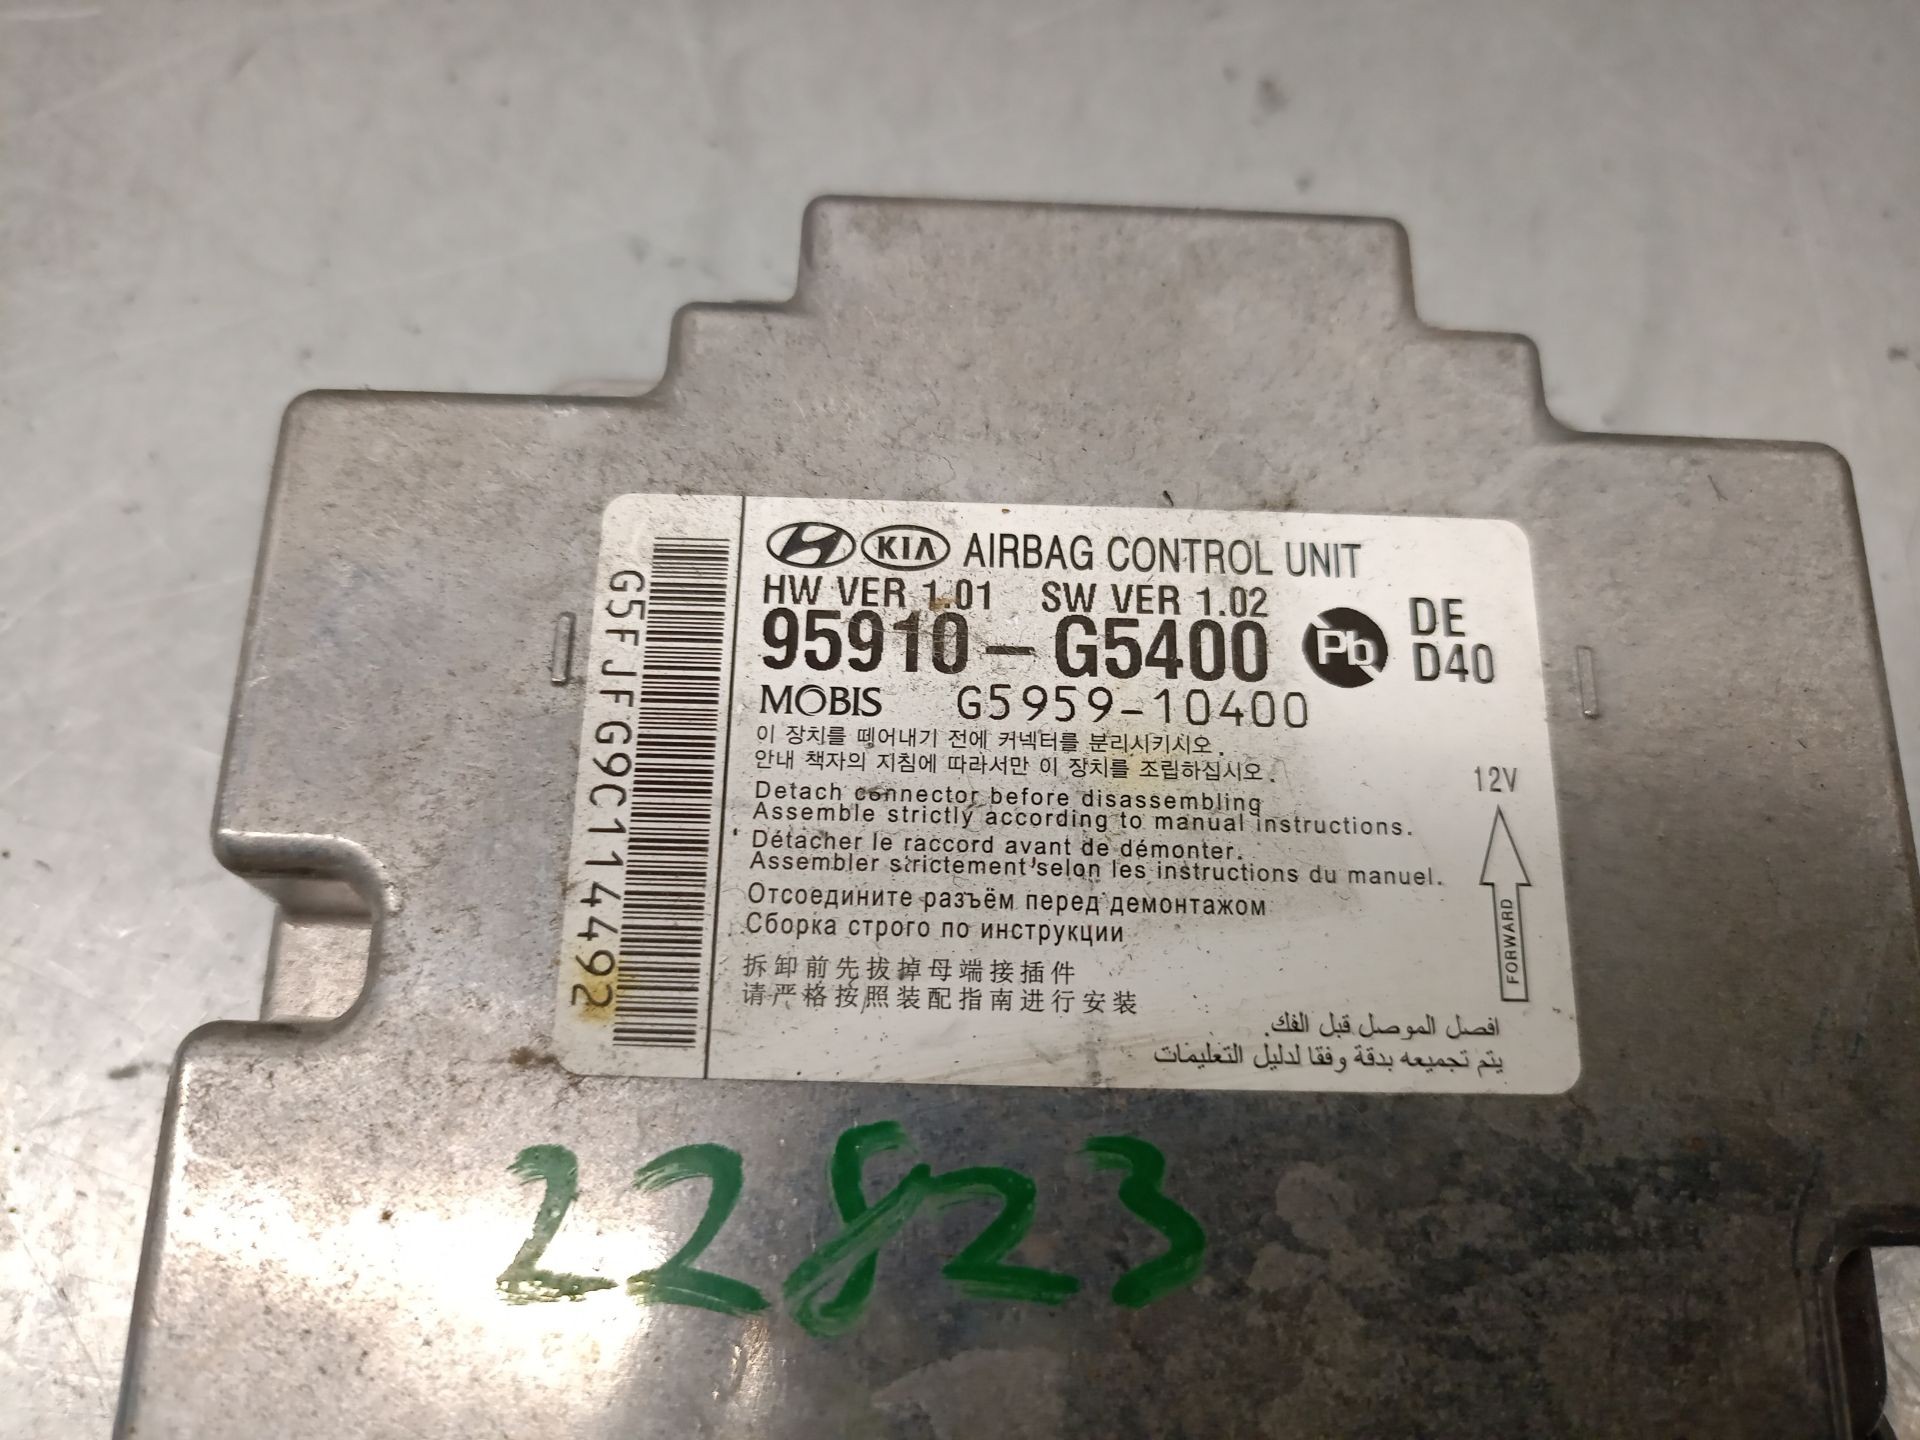 KIA AIRBAG CONTROL UNIT
HW VER 1.01 SW VER 1.02
95910-G5400
Pb
DE
D40
MOBIS G5959-10400
이 장치를 떼어내기 전에 커넥터를 분리시키시오.
안내 책자의 지침에 따라서만 이 장치를 조립하십시오.
Detach connector before disassembling
Assemble strictly according to manual instructions.
Détacher le raccord avant de démonter.
Assembler strictement selon les instructions du manuel.
Отсоедините разъём перед демонтажом
Сборка строго по инструкции
拆卸前先拔掉母端接插件
请严格按照装配指南进行安装
افصل الموصل قبل الفك.
يتم تجميعه بدقة وفقا لدليل التعليمات
12V
FORWARD
G5FJFG9C114492
22823